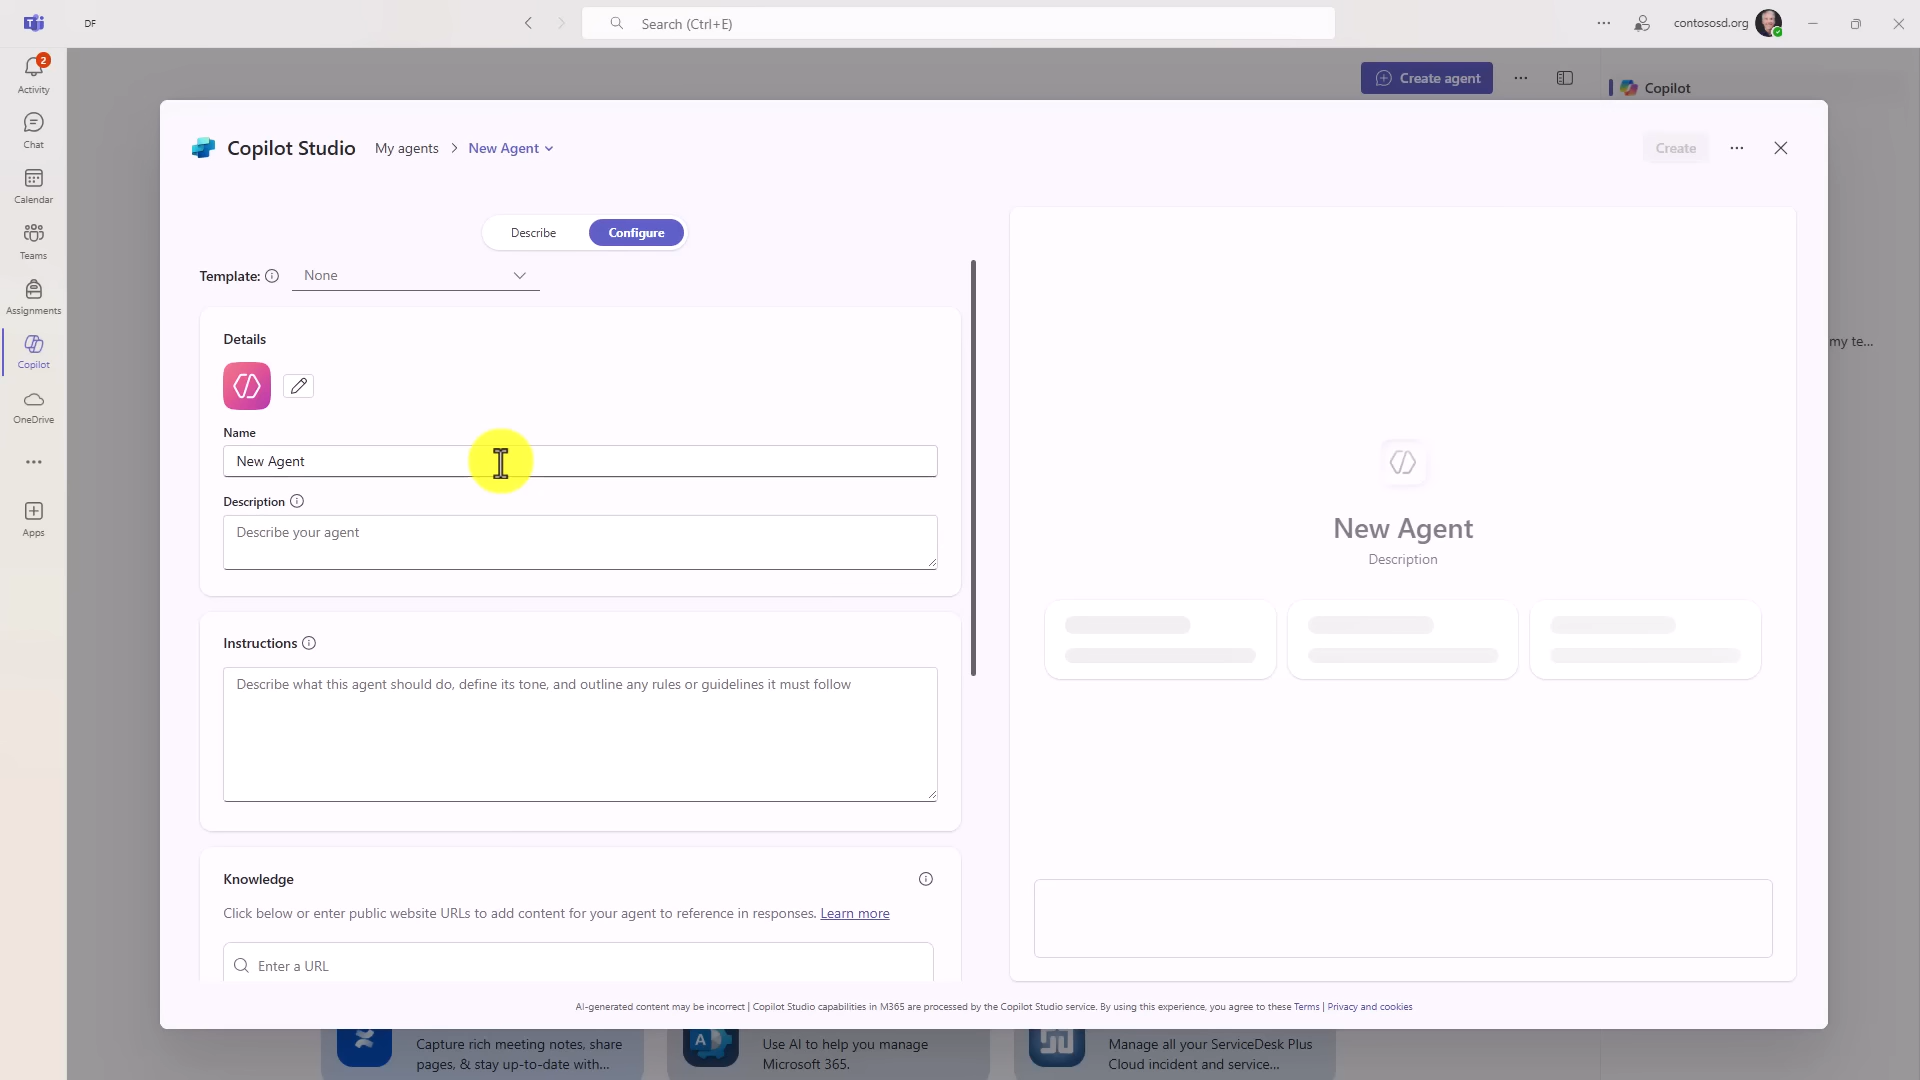 DF
Search (Ctrl+E)
contososd.org
2
Activity
Chat
Calendar
Teams
Assignments
Copilot
OneDrive
Apps
Create agent
Copilot
my te...
Copilot Studio
My agents
New Agent
Create
Describe
Configure
Template:
None
Details
Name
New Agent
Description
Describe your agent
Instructions
Describe what this agent should do, define its tone, and outline any rules or guidelines it must follow
Knowledge
Click below or enter public website URLs to add content for your agent to reference in responses. Learn more
Enter a URL
New Agent
Description
AI-generated content may be incorrect | Copilot Studio capabilities in M365 are processed by the Copilot Studio service. By using this experience, you agree to these Terms | Privacy and cookies
Capture rich meeting notes, share
pages, & stay up-to-date with...
Use AI to help you manage
Microsoft 365.
Manage all your ServiceDesk Plus
Cloud incident and service...